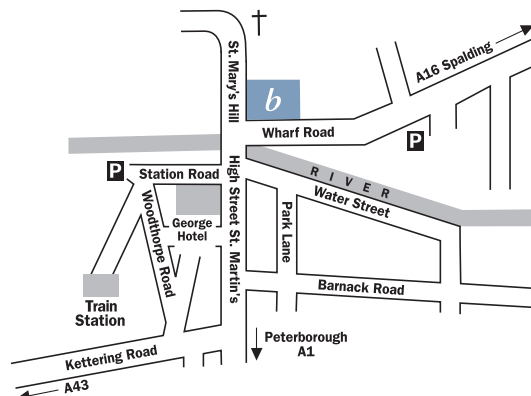 St. Mary's Hill
b
A16 Spalding
Wharf Road
P
P
Station Road
RIVER
Water Street
High Street St. Martin's
Woodthorpe Road
George
Hotel
Park Lane
Barnack Road
Train
Station
Peterborough
A1
Kettering Road
A43